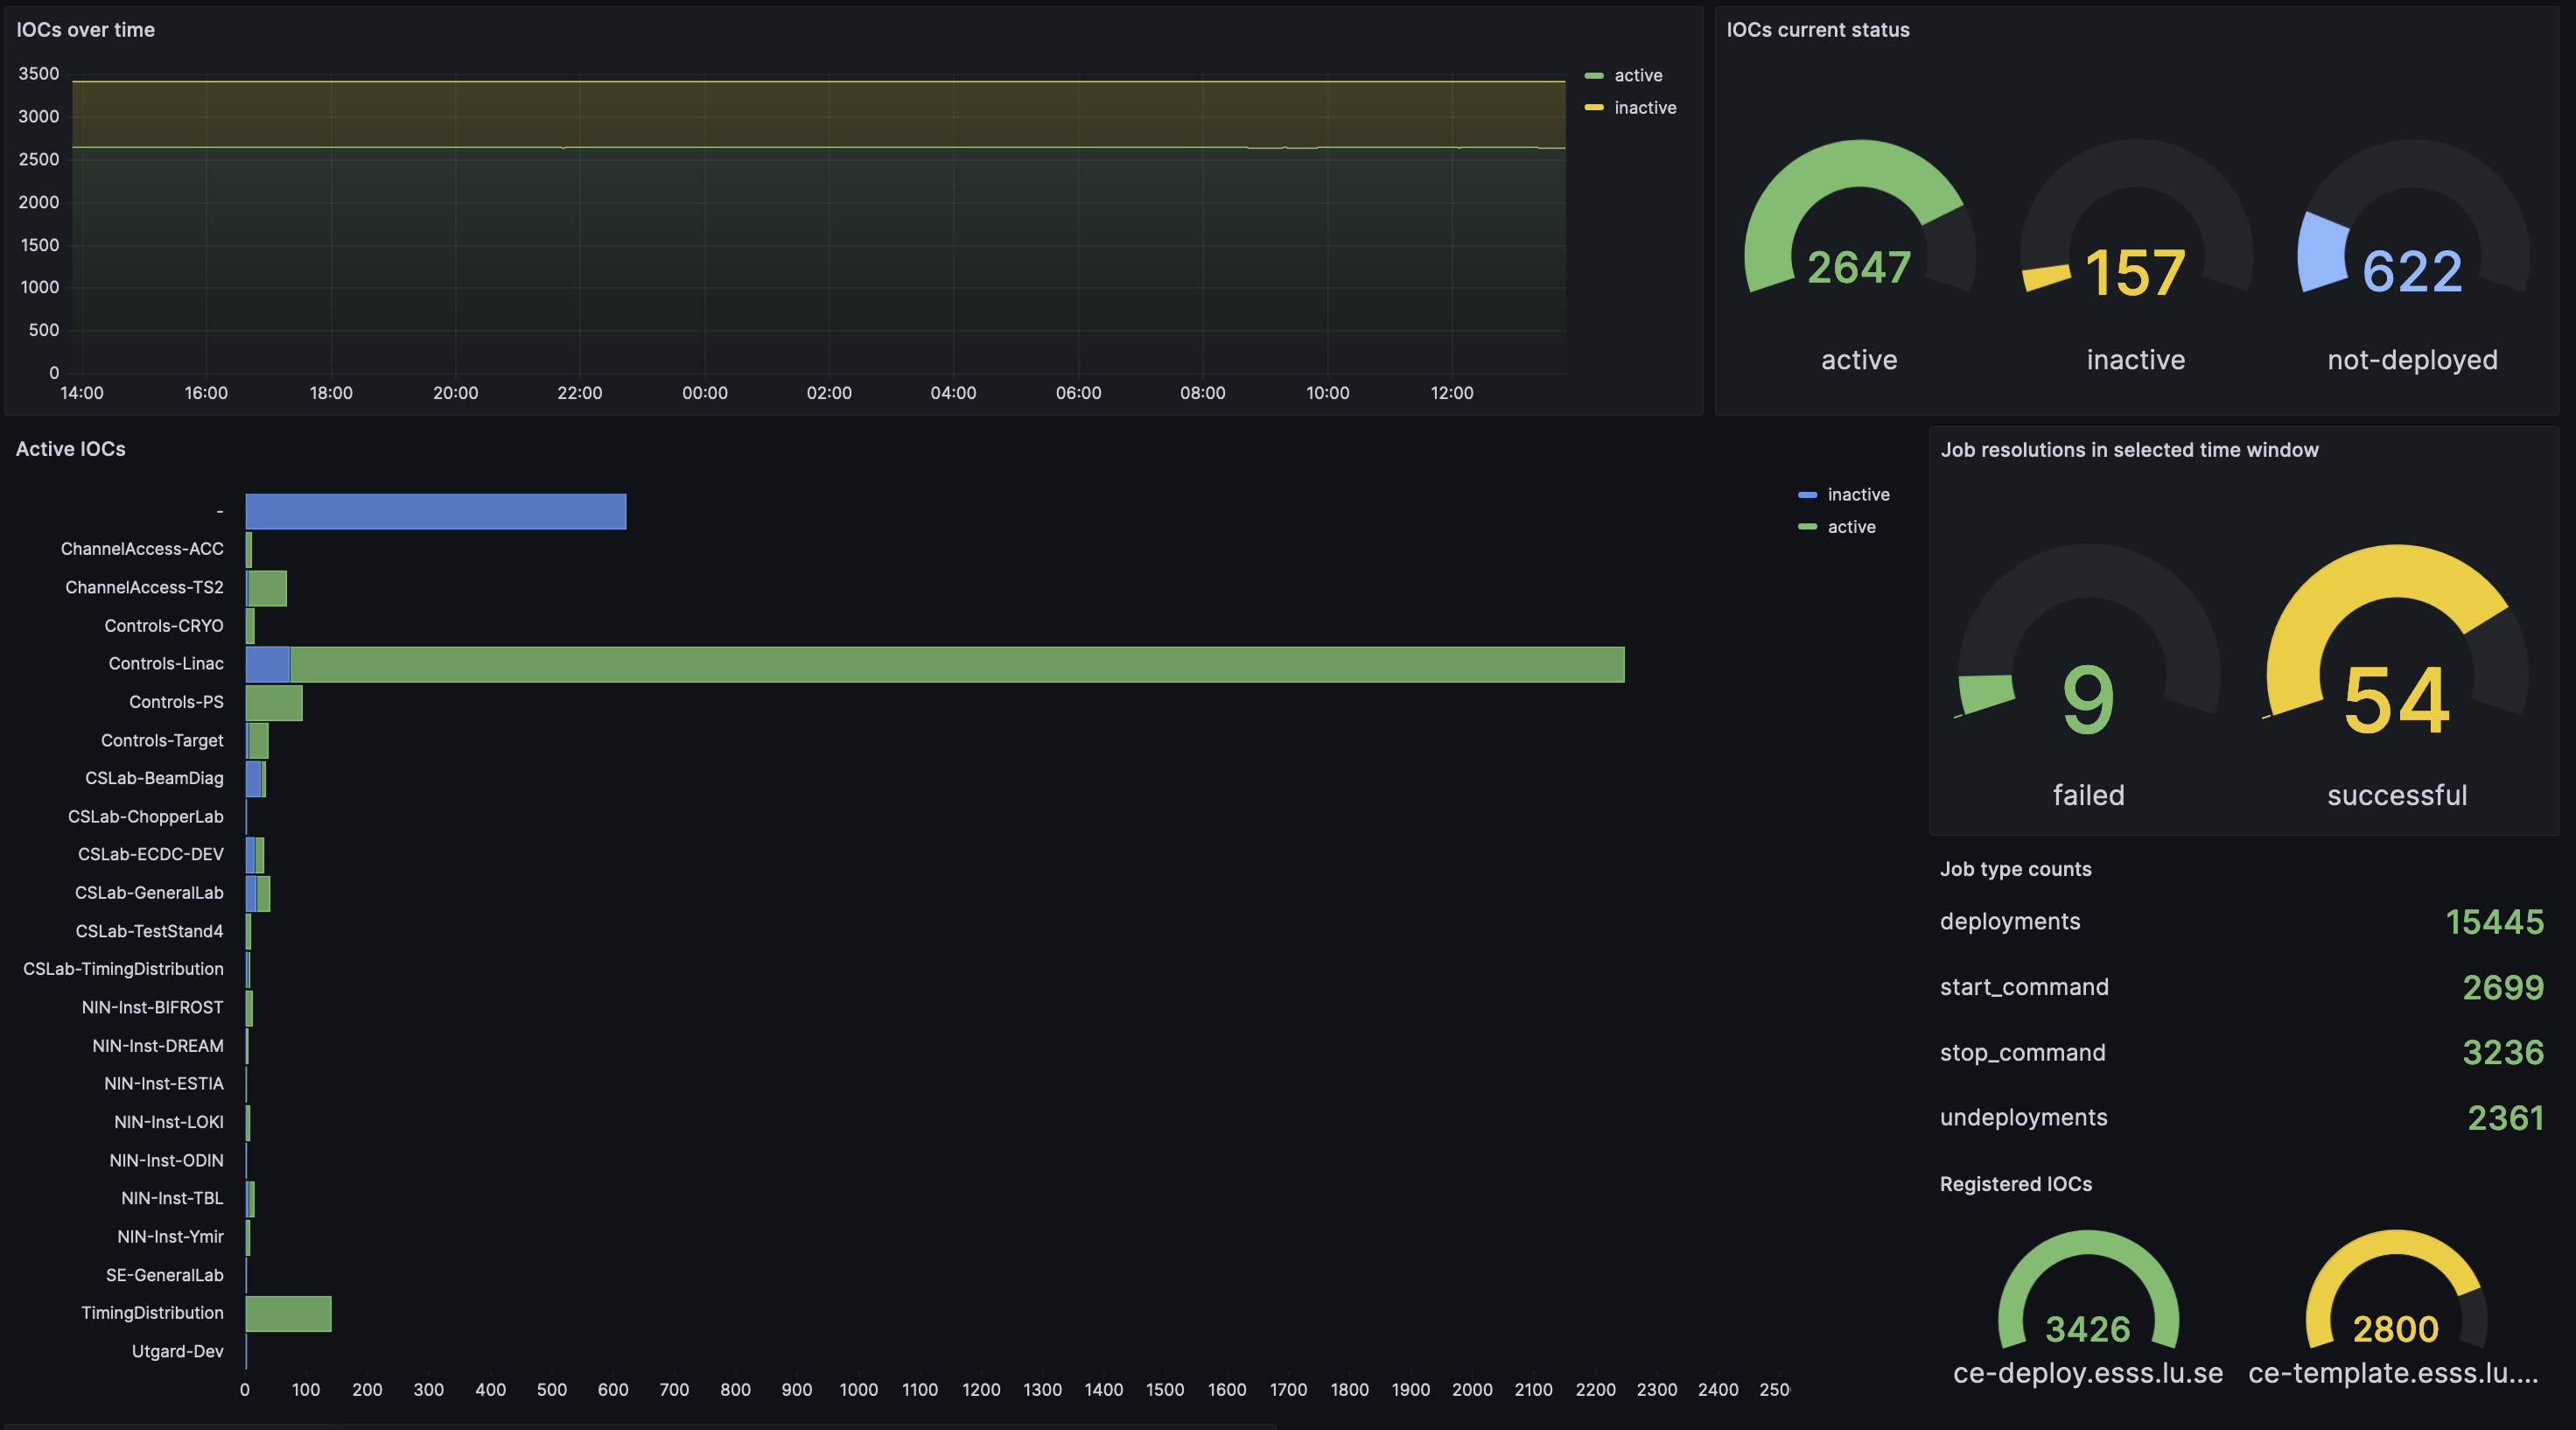 IOCs over time
3500
3000
2500
2000
1500
1000
500
0
14:00 16:00 18:00 20:00 22:00 00:00 02:00 04:00 06:00 08:00 10:00 12:00
active
inactive
IOCs current status
2647
active
157
inactive
622
not-deployed
Active IOCs
-
ChannelAccess-ACC
ChannelAccess-TS2
Controls-CRYO
Controls-Linac
Controls-PS
Controls-Target
CSLab-BeamDiag
CSLab-ChopperLab
CSLab-ECDC-DEV
CSLab-GeneralLab
CSLab-TestStand4
CSLab-TimingDistribution
NIN-Inst-BIFROST
NIN-Inst-DREAM
NIN-Inst-ESTIA
NIN-Inst-LOKI
NIN-Inst-ODIN
NIN-Inst-TBL
NIN-Inst-Ymir
SE-GeneralLab
TimingDistribution
Utgard-Dev
0 100 200 300 400 500 600 700 800 900 1000 1100 1200 1300 1400 1500 1600 1700 1800 1900 2000 2100 2200 2300 2400 250
inactive
active
Job resolutions in selected time window
9
failed
54
successful
Job type counts
deployments 15445
start_command 2699
stop_command 3236
undeployments 2361
Registered IOCs
3426
ce-deploy.esss.lu.se
2800
ce-template.esss.lu....